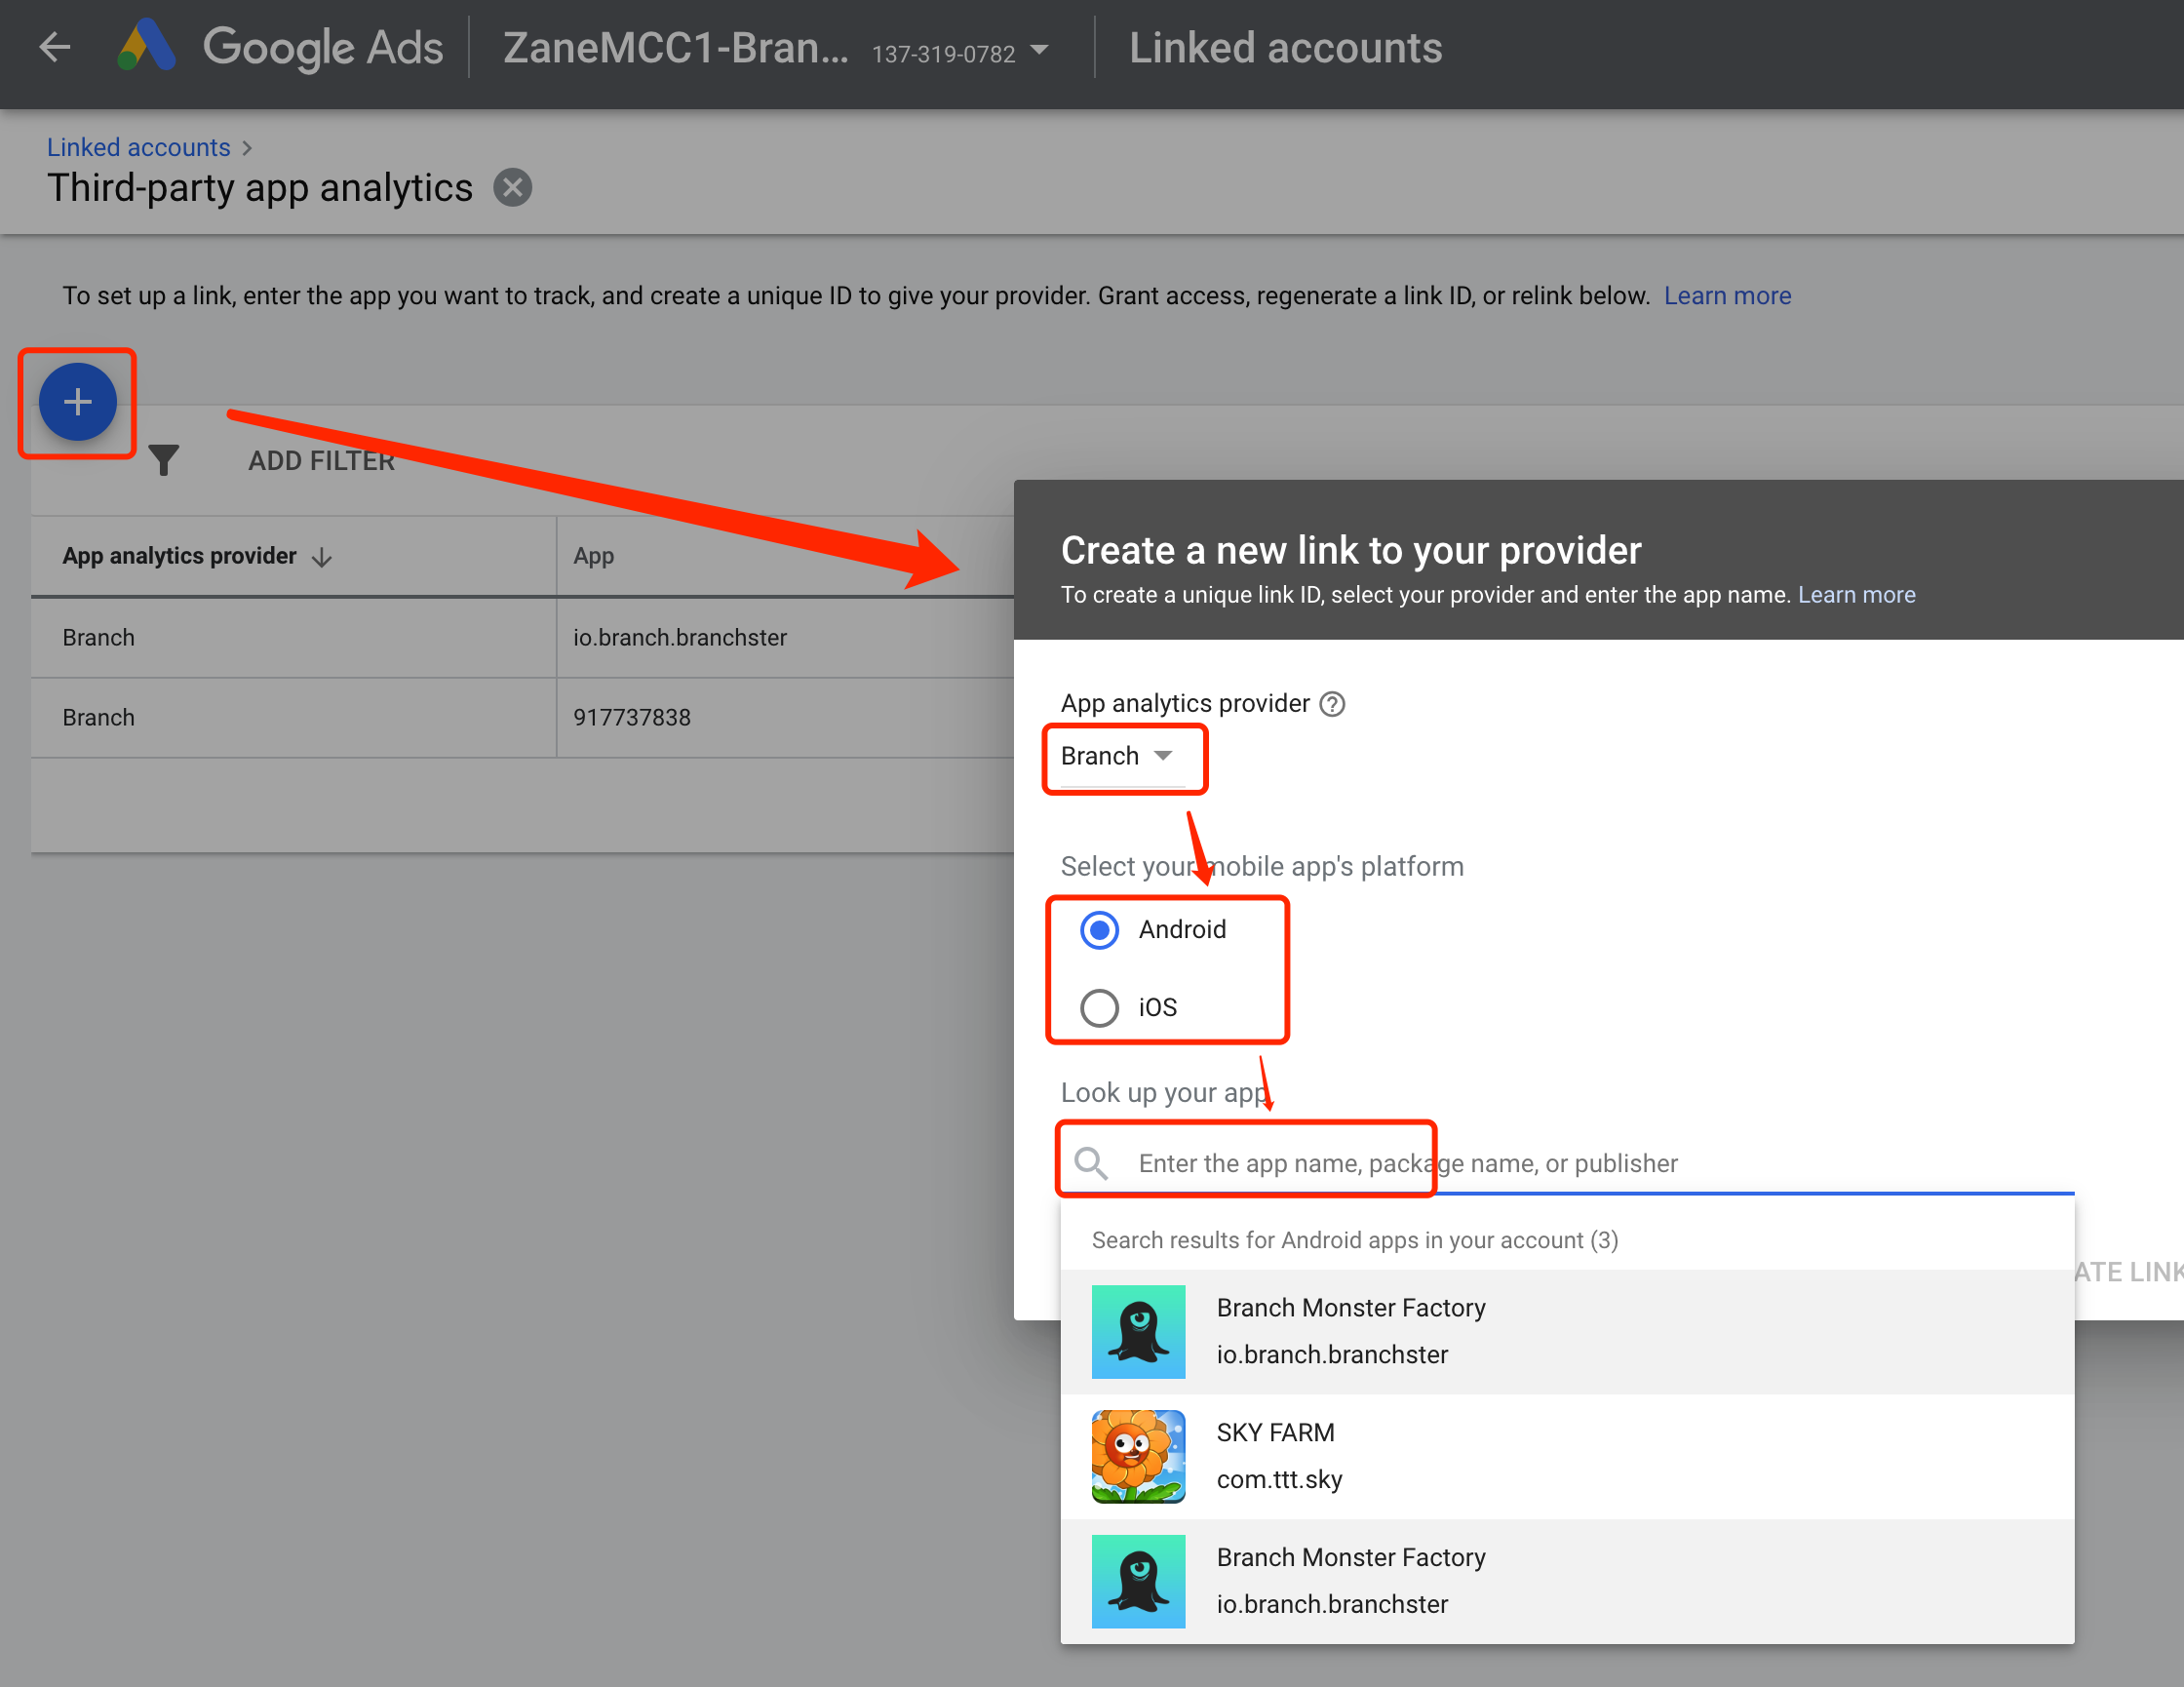 Google Ads
ZaneMCC1-Bran... 137-319-0782
Linked accounts
Linked accounts >
Third-party app analytics
To set up a link, enter the app you want to track, and create a unique ID to give your provider. Grant access, regenerate a link ID, or relink below. Learn more
ADD FILTER
App analytics provider App
Branch io.branch.branchster
Branch 917737838
Create a new link to your provider
To create a unique link ID, select your provider and enter the app name. Learn more
App analytics provider
Branch
Select your mobile app's platform
Android
iOS
Look up your app
Enter the app name, package name, or publisher
Search results for Android apps in your account (3)
ATE LINK
Branch Monster Factory
io.branch.branchster
SKY FARM
com.ttt.sky
Branch Monster Factory
io.branch.branchster